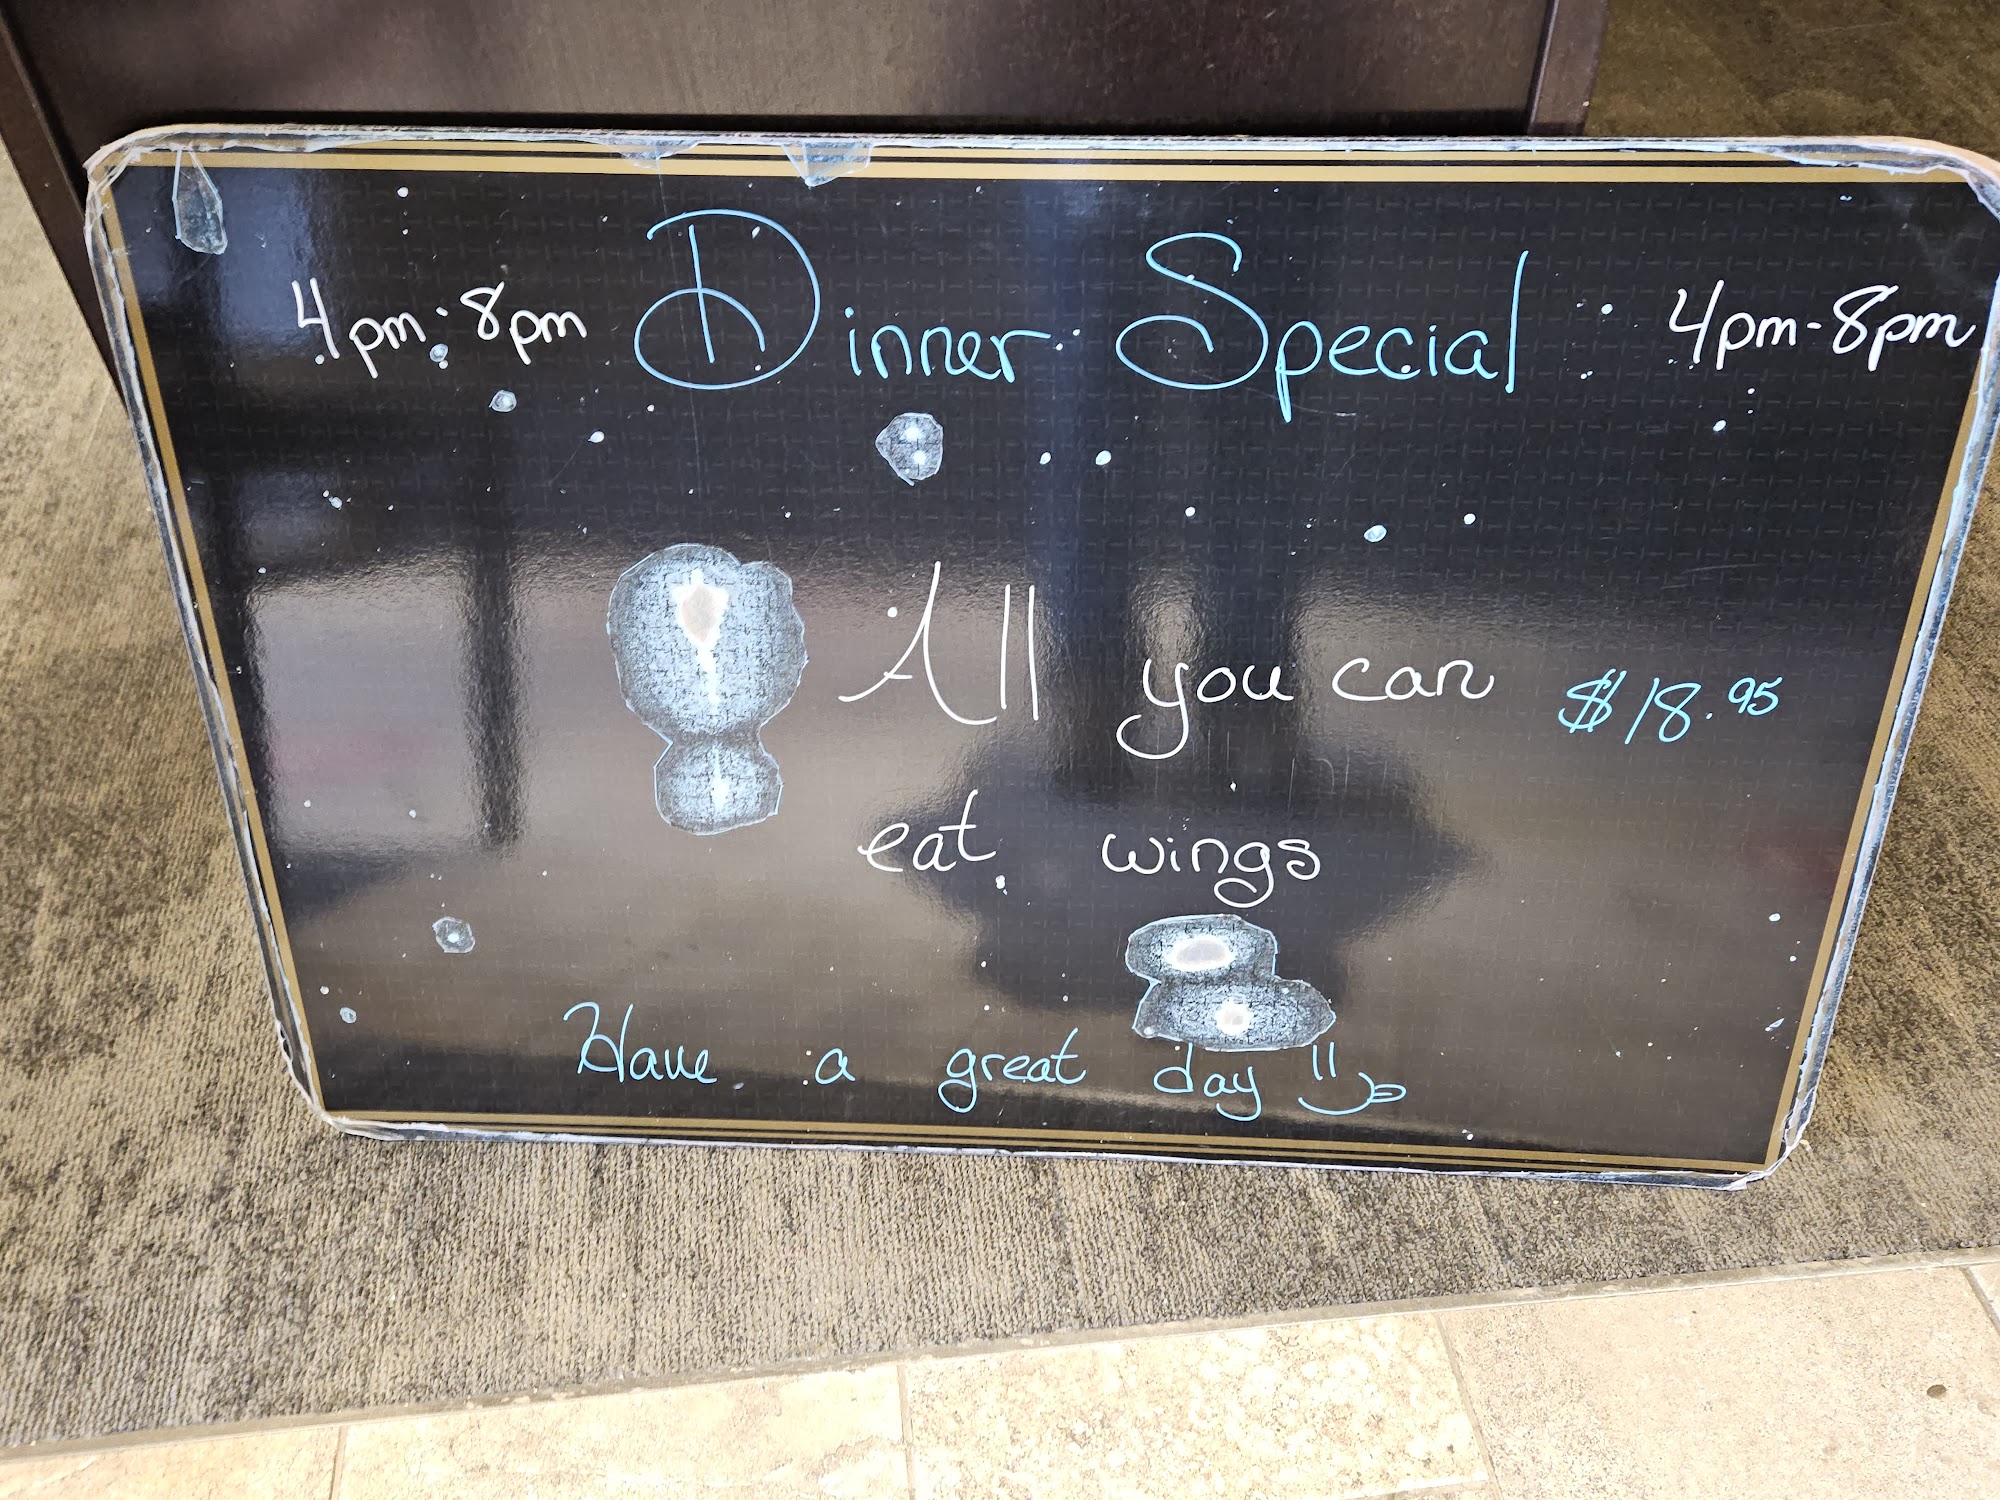 4pm-8pm Dinner Special 4pm-8pm
All you can $18.95
eat wings
Have a great day